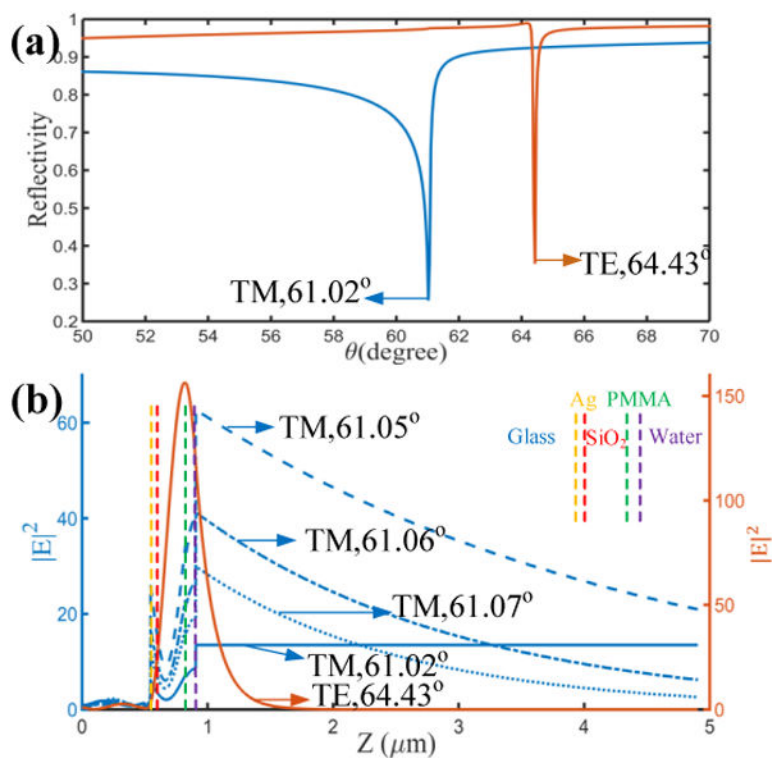 (a)
1
0.9
0.8
0.7
0.6
0.5
0.4
0.3
0.2
Reflectivity
TM,61.02°
TE,64.43°
50 52 54 56 58 60 62 64 66 68 70
θ(degree)
(b)
60
40
20
0
|E|²
150
100
50
0
|E|²
Ag PMMA
Glass SiO₂ Water
TM,61.05°
TM,61.06°
TM,61.07°
TM,61.02°
TE,64.43°
0 1 2 3 4 5
Z (μm)